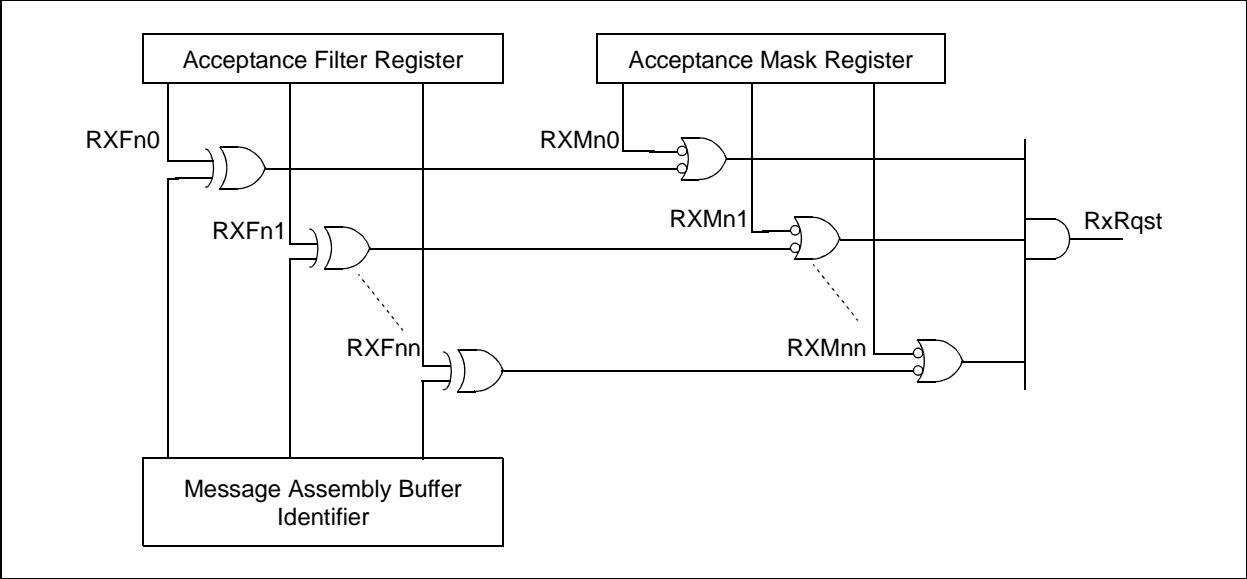 Acceptance Filter Register
Acceptance Mask Register
RXFn0
RXMn0
RXFn1
RXMn1
RxRqst
RXFnn
RXMnn
Message Assembly Buffer
Identifier